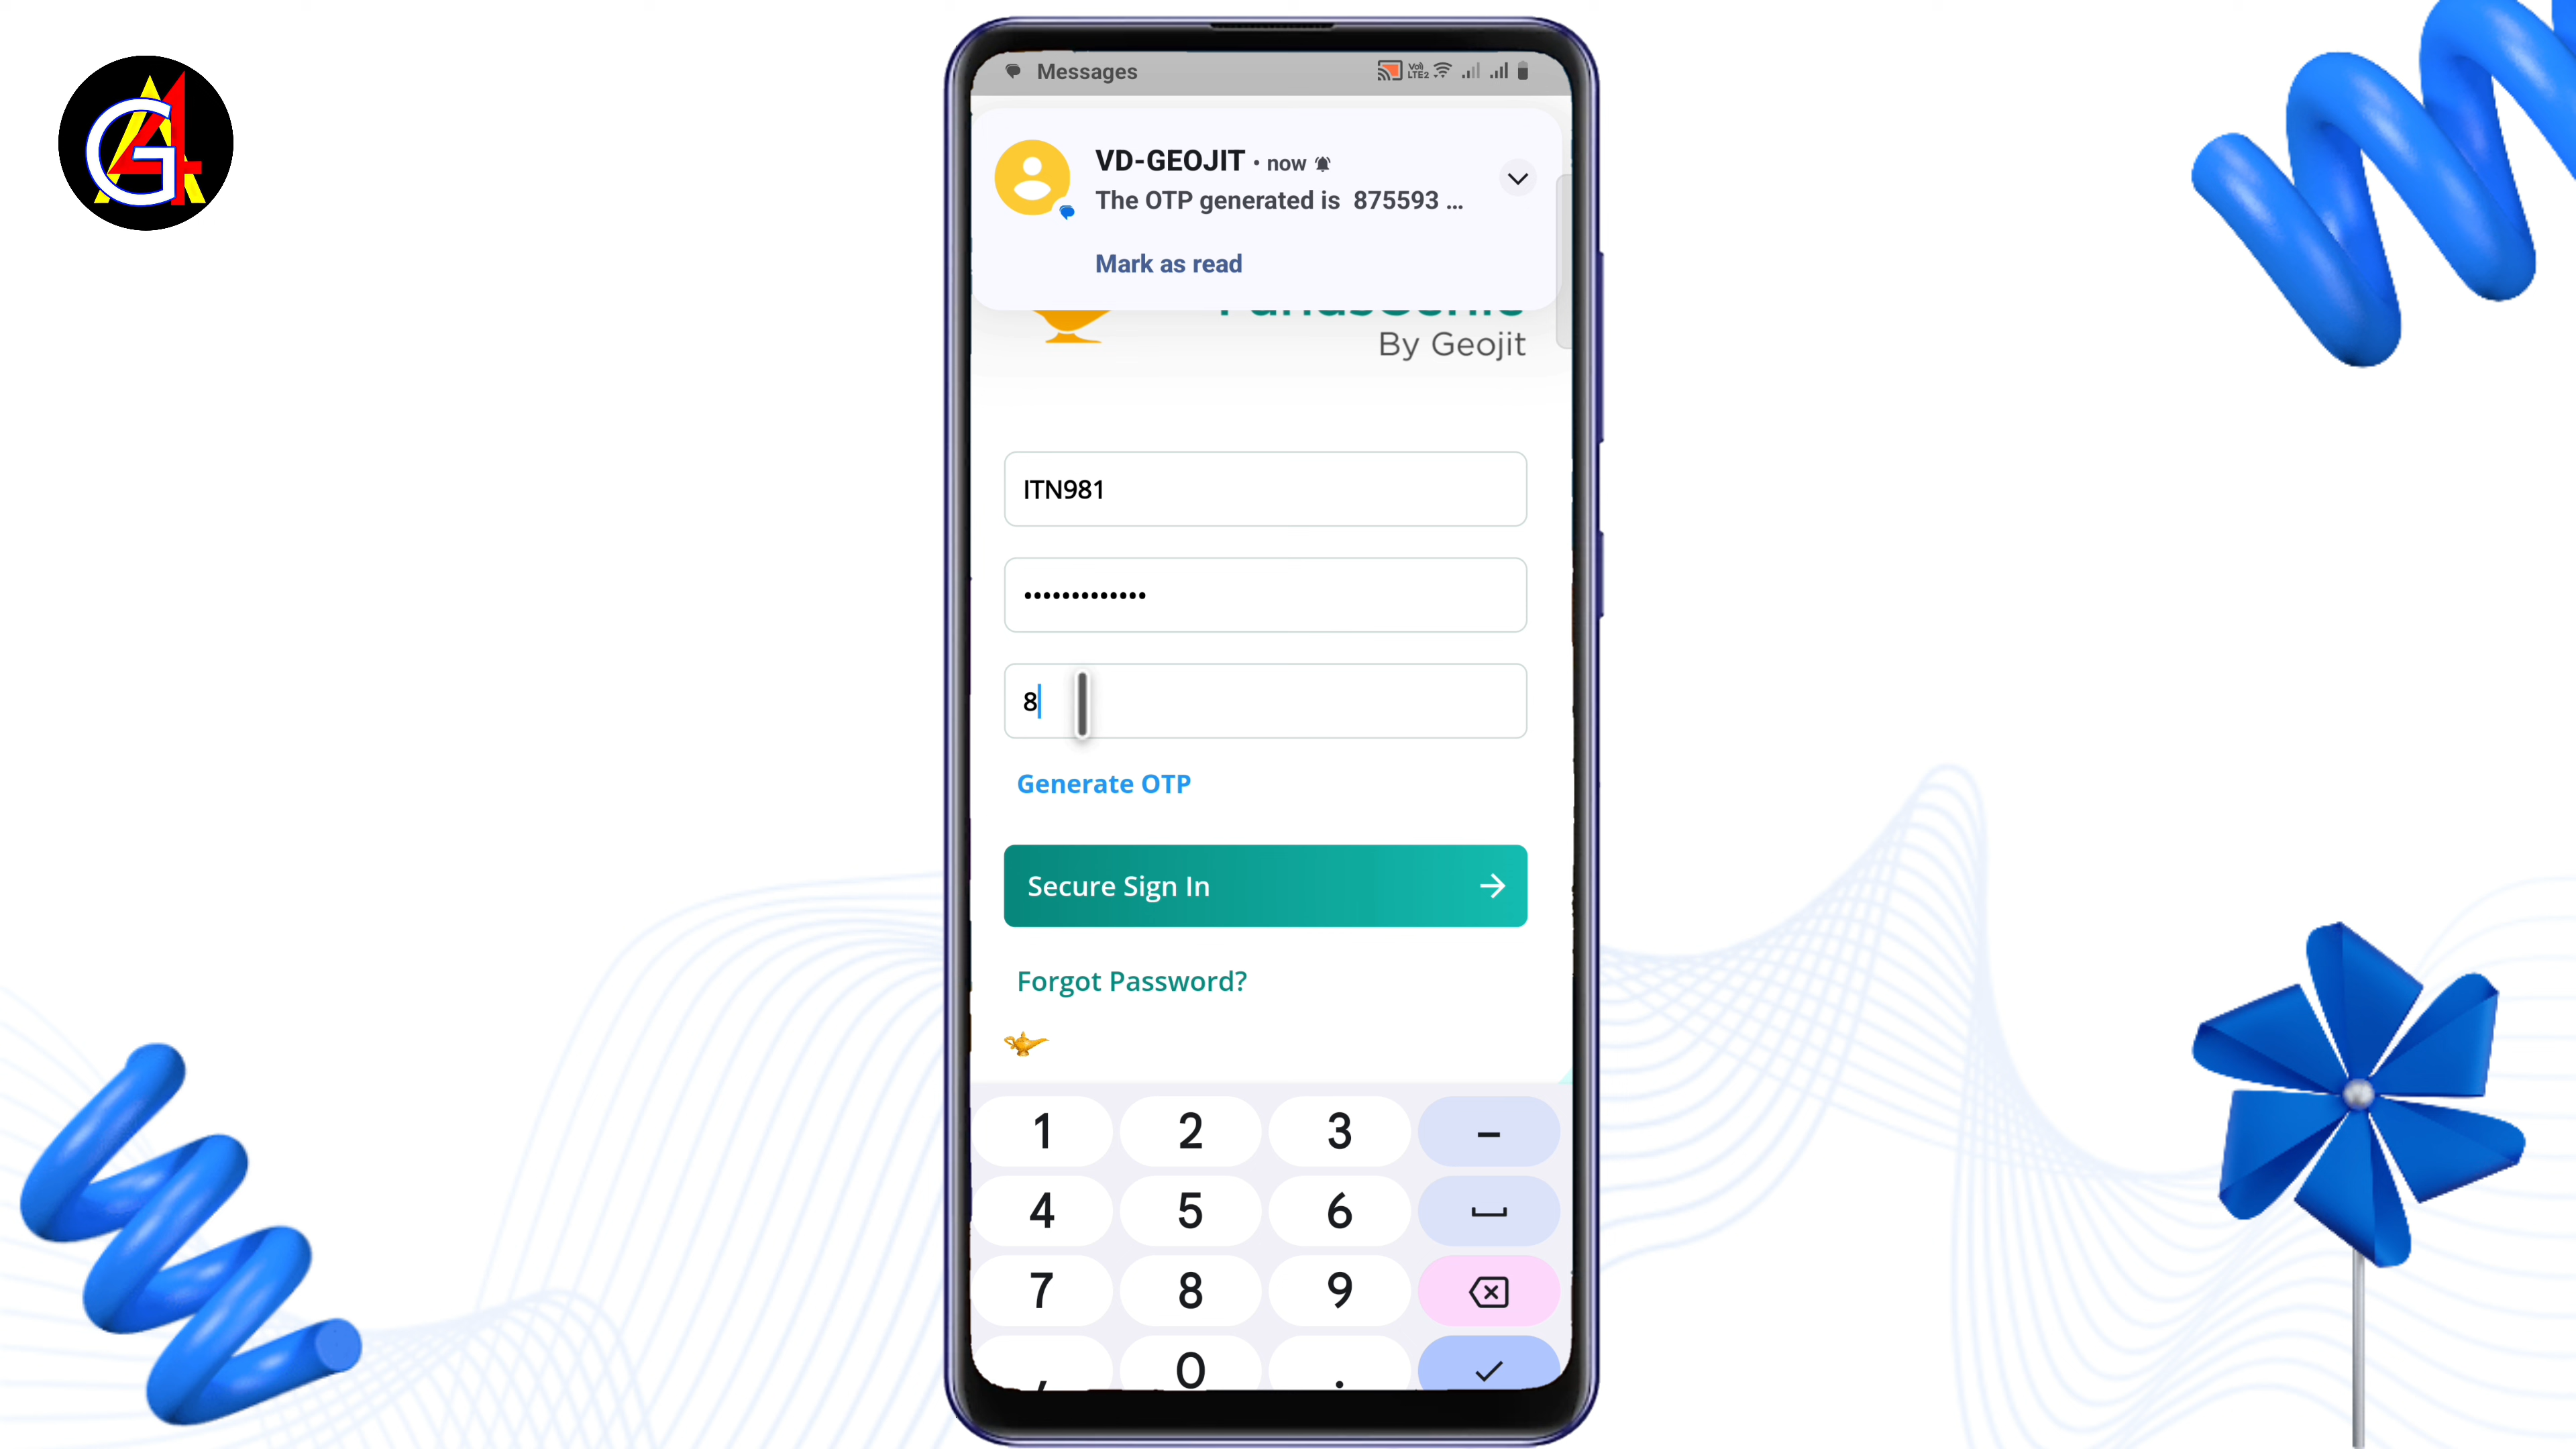 GA4
Messages
VD-GEOJIT • now
The OTP generated is 875593 ...
Mark as read
By Geojit
ITN981
•••••••••••••
8
Generate OTP
Secure Sign In
Forgot Password?
1 2 3 –
4 5 6
7 8 9
, 0 .